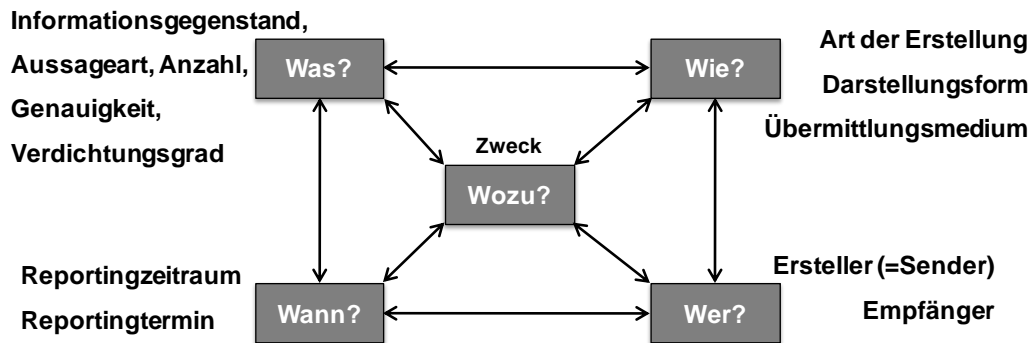 Informationsgegenstand,
Aussageart, Anzahl,
Genauigkeit,
Verdichtungsgrad
Was?
Wie?
Art der Erstellung
Darstellungsform
Übermittlungsmedium
Zweck
Wozu?
Reportingzeitraum
Reportingtermin
Wann?
Wer?
Ersteller (=Sender)
Empfänger